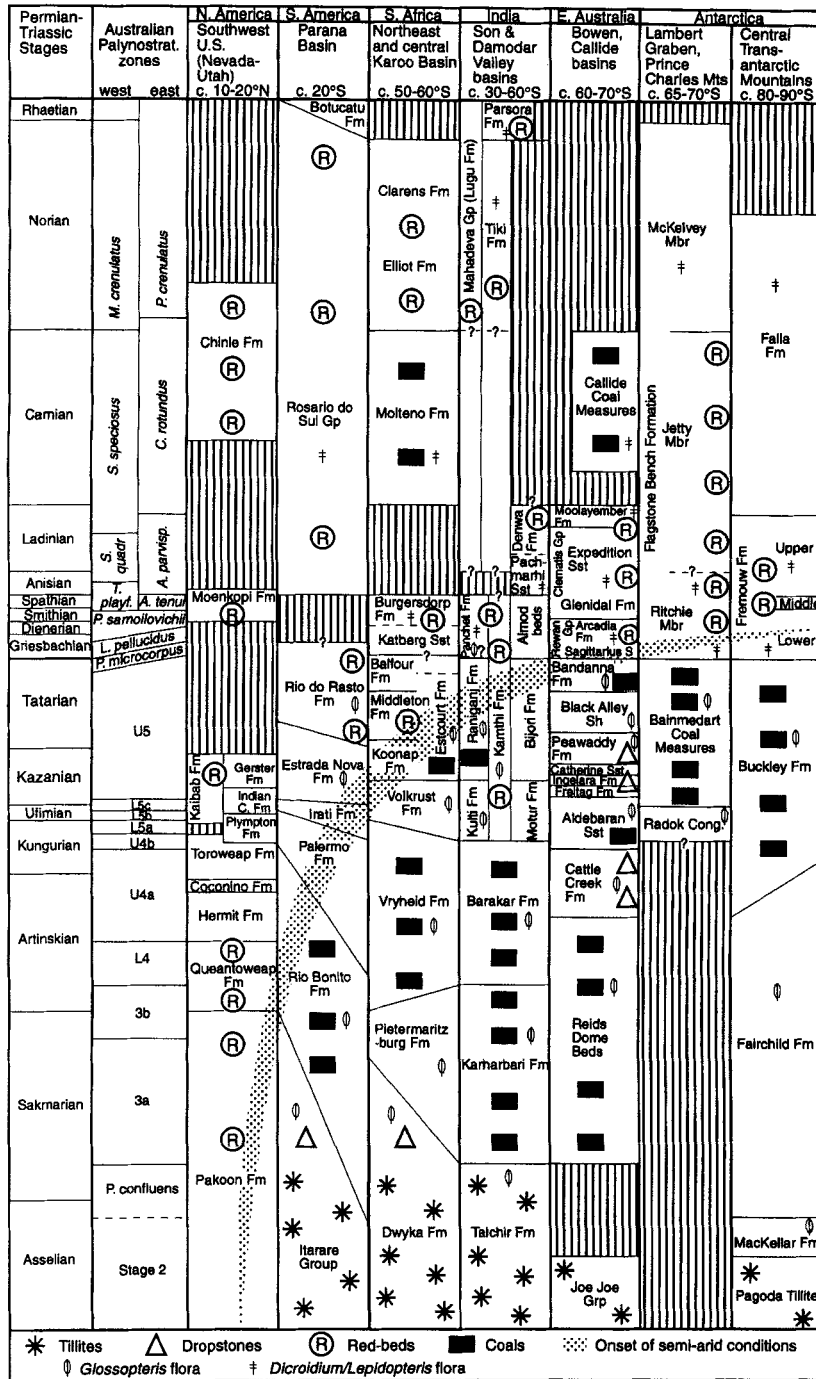 Permian-Triassic Stages
Australian Palynostrat. zones
west east
N. America
Southwest U.S. (Nevada-Utah)
c. 10-20°N
S. America
Parana Basin
c. 20°S
S. Africa
Northeast and central Karoo Basin
c. 50-60°S
India
Son & Damodar Valley basins
c. 30-60°S
E. Australia
Bowen, Callide basins
c. 60-70°S
Antarctica
Lambert Graben, Prince Charles Mts
c. 65-70°S
Central Trans-antarctic Mountains
c. 80-90°S
Rhaetian
Norian
Carnian
Ladinian
Anisian
Spathian
Smithian
Dienerian
Griesbachian
Tatarian
Kazanian
Ufimian
Kungurian
Artinskian
Sakmarian
Asselian
M. crenulatus
P. crenulatus
S. speciosus
C. rotundus
S. quadr
A. parvisp.
T. playf.
A. tenui
P. samoilovichii
L. pellucidus
P. microcorpus
U5
L5c
L5b
L5a
U4b
U4a
L4
3b
3a
P. confluens
Stage 2
Chinle Fm
Moenkopi Fm
Kaibab Fm
Gerster Fm
Indian C. Fm
Plympton Fm
Toroweap Fm
Coconino Fm
Hermit Fm
Queantoweap Fm
Pakoon Fm
Botucatu Fm
Rosario do Sul Gp
?
Rio do Rasto Fm
Estrada Nova Fm
Irati Fm
Palermo Fm
Rio Bonito Fm
Itarare Group
Clarens Fm
Elliot Fm
Molteno Fm
Burgersdorp Fm
Katberg Sst
?
Balfour Fm
Middleton Fm
Estcourt Fm
Koonap Fm
Volkrust Fm
Vryheid Fm
Pietermaritz-burg Fm
Dwyka Fm
Parsora Fm
Mahadeva Gp (Lugu Fm)
Tiki Fm
? ?
?
Denwa Fm
Pachmarhi Sst
? ?
Panchet Fm
Almod beds
?
Raniganj Fm
Kamthi Fm
Bijori Fm
Kulti Fm
Motur Fm
Barakar Fm
Karharbari Fm
Talchir Fm
Callide Coal Measures
Moolayember Fm
Clematis Gp
Expedition Sst
Glenidal Fm
Rewan Gp
Arcadia Fm
Sagittarius S
Bandanna Fm
Black Alley Sh
Peawaddy Fm
Catherine Sst
Ingelara Fm
Freitag Fm
Aldebaran Sst
Cattle Creek Fm
Reids Dome Beds
Joe Joe Grp
McKelvey Mbr
Flagstone Bench Formation
Jetty Mbr
?
Ritchie Mbr
Bainmedart Coal Measures
Radok Cong.
?
Falla Fm
Fremouw Fm
Upper
Middle
Lower
Buckley Fm
Fairchild Fm
MacKellar Fm
Pagoda Tillite
Tillites Dropstones R Red-beds Coals Onset of semi-arid conditions
Glossopteris flora Dicroidium/Lepidopteris flora